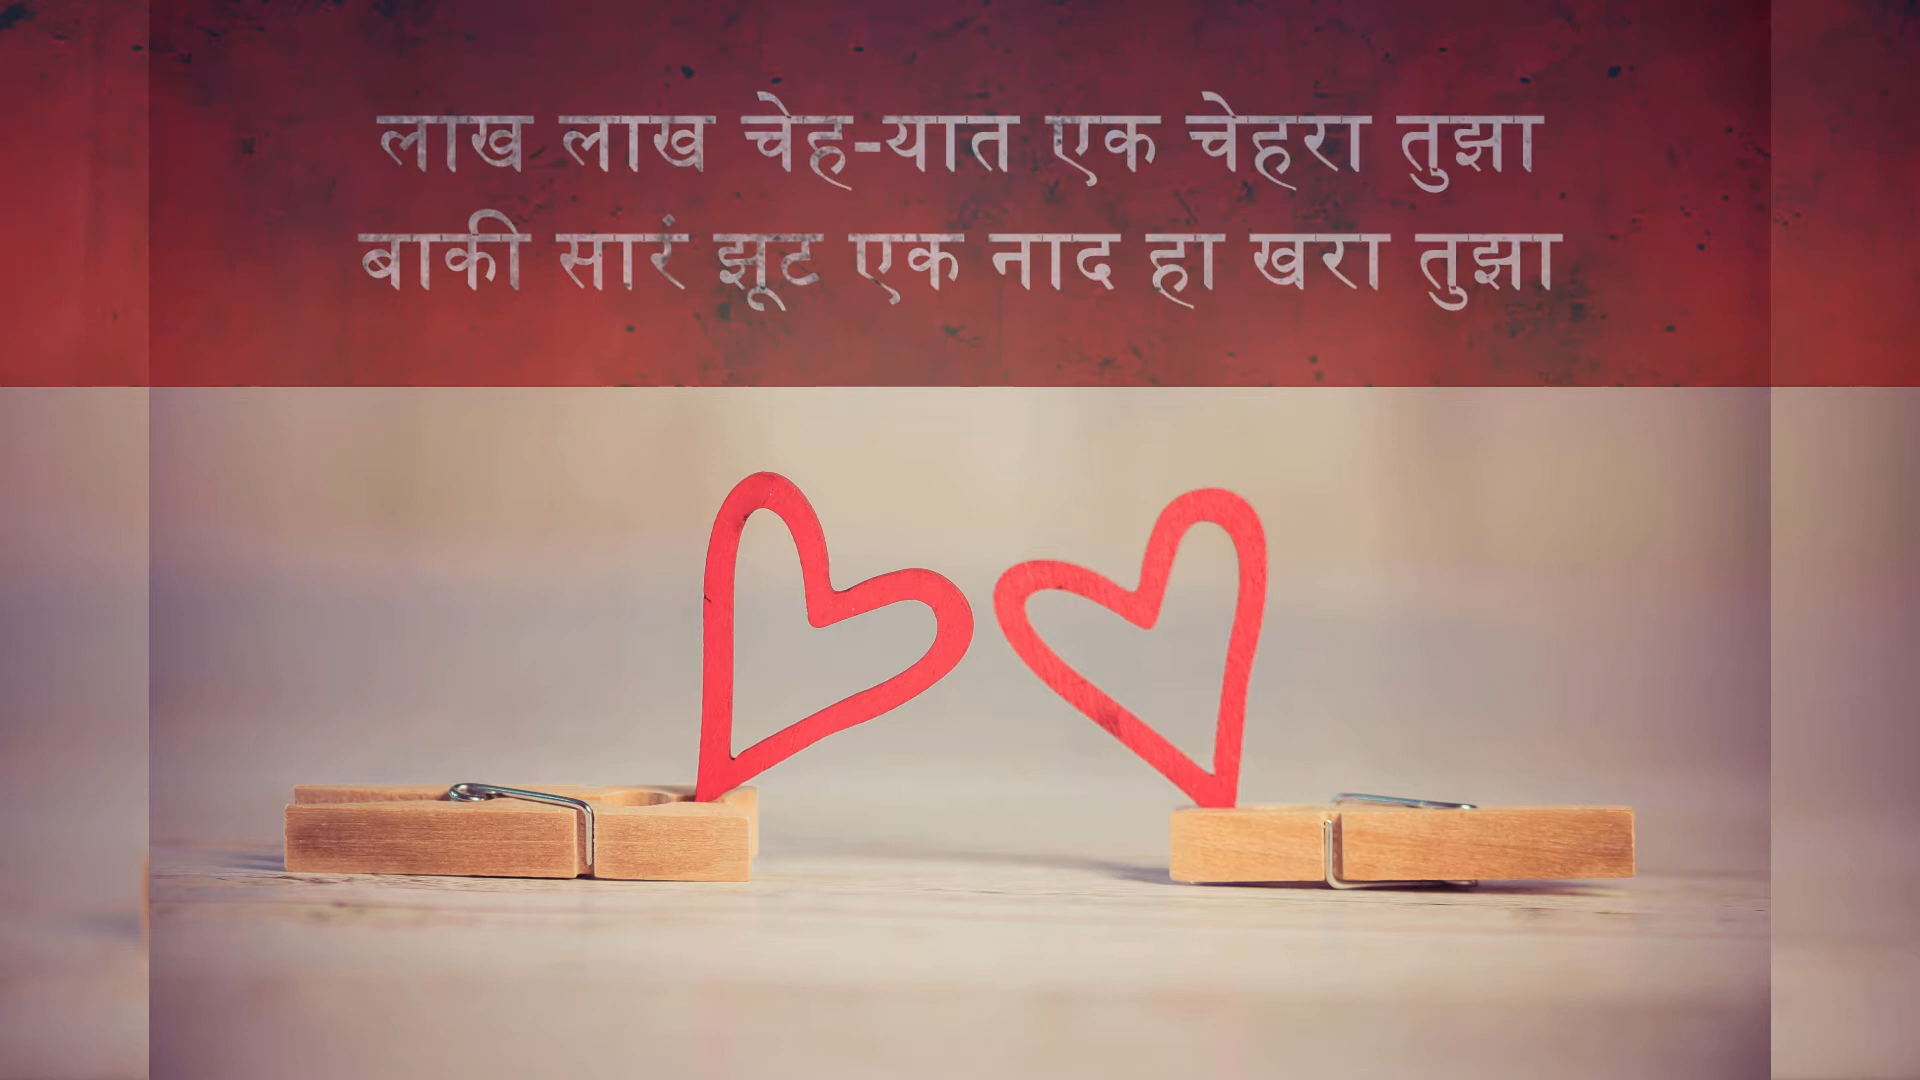 लाख लाख चेह-यात एक चेहरा तुझा
बाकी सारं झूट एक नाद हा खरा तुझा